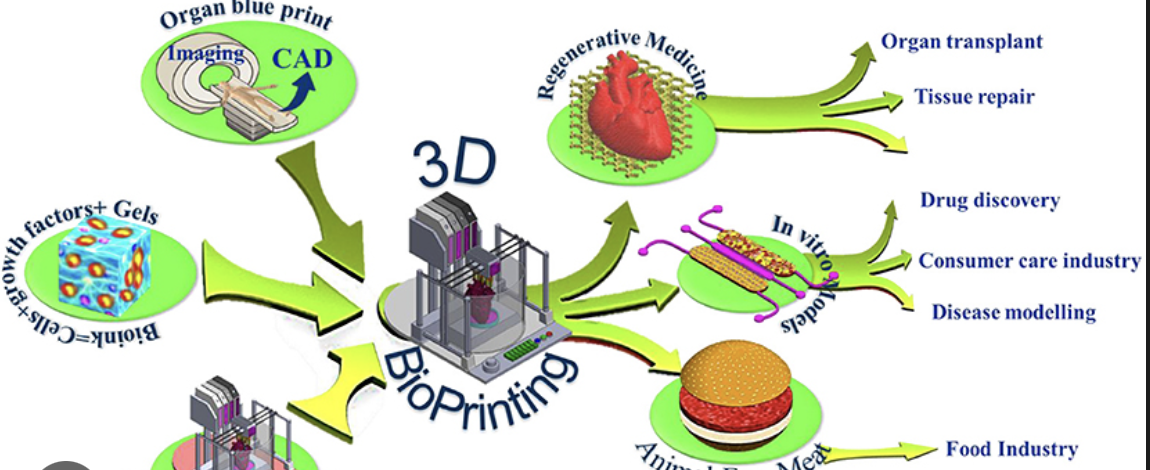 Organ blue print
Imaging
CAD
Bioink=Cells+growth factors+ Gels
3D
BioPrinting
Regenerative Medicine
Organ transplant
Tissue repair
In vitro Models
Drug discovery
Consumer care industry
Disease modelling
Animal Meat
Food Industry